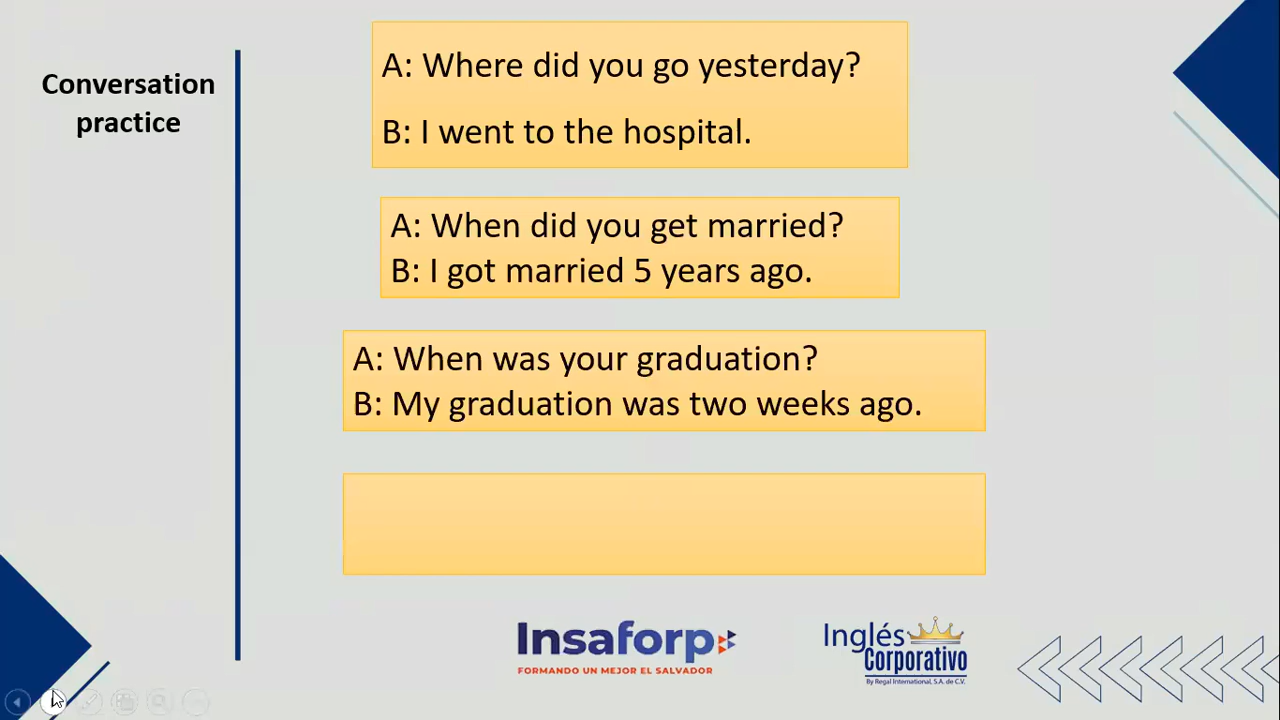 Conversation
practice
A: Where did you go yesterday?
B: I went to the hospital.
A: When did you get married?
B: I got married 5 years ago.
A: When was your graduation?
B: My graduation was two weeks ago.
Insaforp
FORMANDO UN MEJOR EL SALVADOR
Inglés
Corporativo
By Regal International, S.A. de C.V.